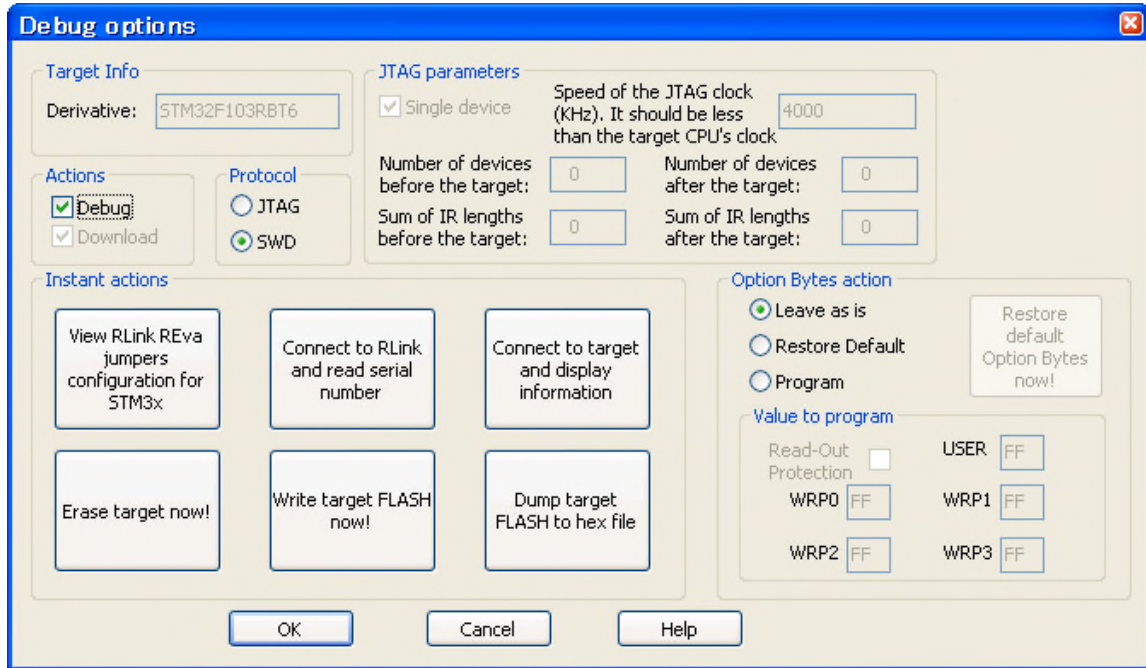 Debug options
Target Info
Derivative: STM32F103RBT6
JTAG parameters
Single device
Speed of the JTAG clock
(KHz). It should be less
than the target CPU's clock
4000
Number of devices
before the target:
0
Number of devices
after the target:
0
Sum of IR lengths
before the target:
0
Sum of IR lengths
after the target:
0
Actions
Debug
Download
Protocol
JTAG
SWD
Instant actions
View RLink REva
jumpers
configuration for
STM3x
Connect to RLink
and read serial
number
Connect to target
and display
information
Erase target now!
Write target FLASH
now!
Dump target
FLASH to hex file
Option Bytes action
Leave as is
Restore Default
Program
Restore
default
Option Bytes
now!
Value to program
Read-Out
Protection
USER FF
WRP0 FF
WRP1 FF
WRP2 FF
WRP3 FF
OK
Cancel
Help